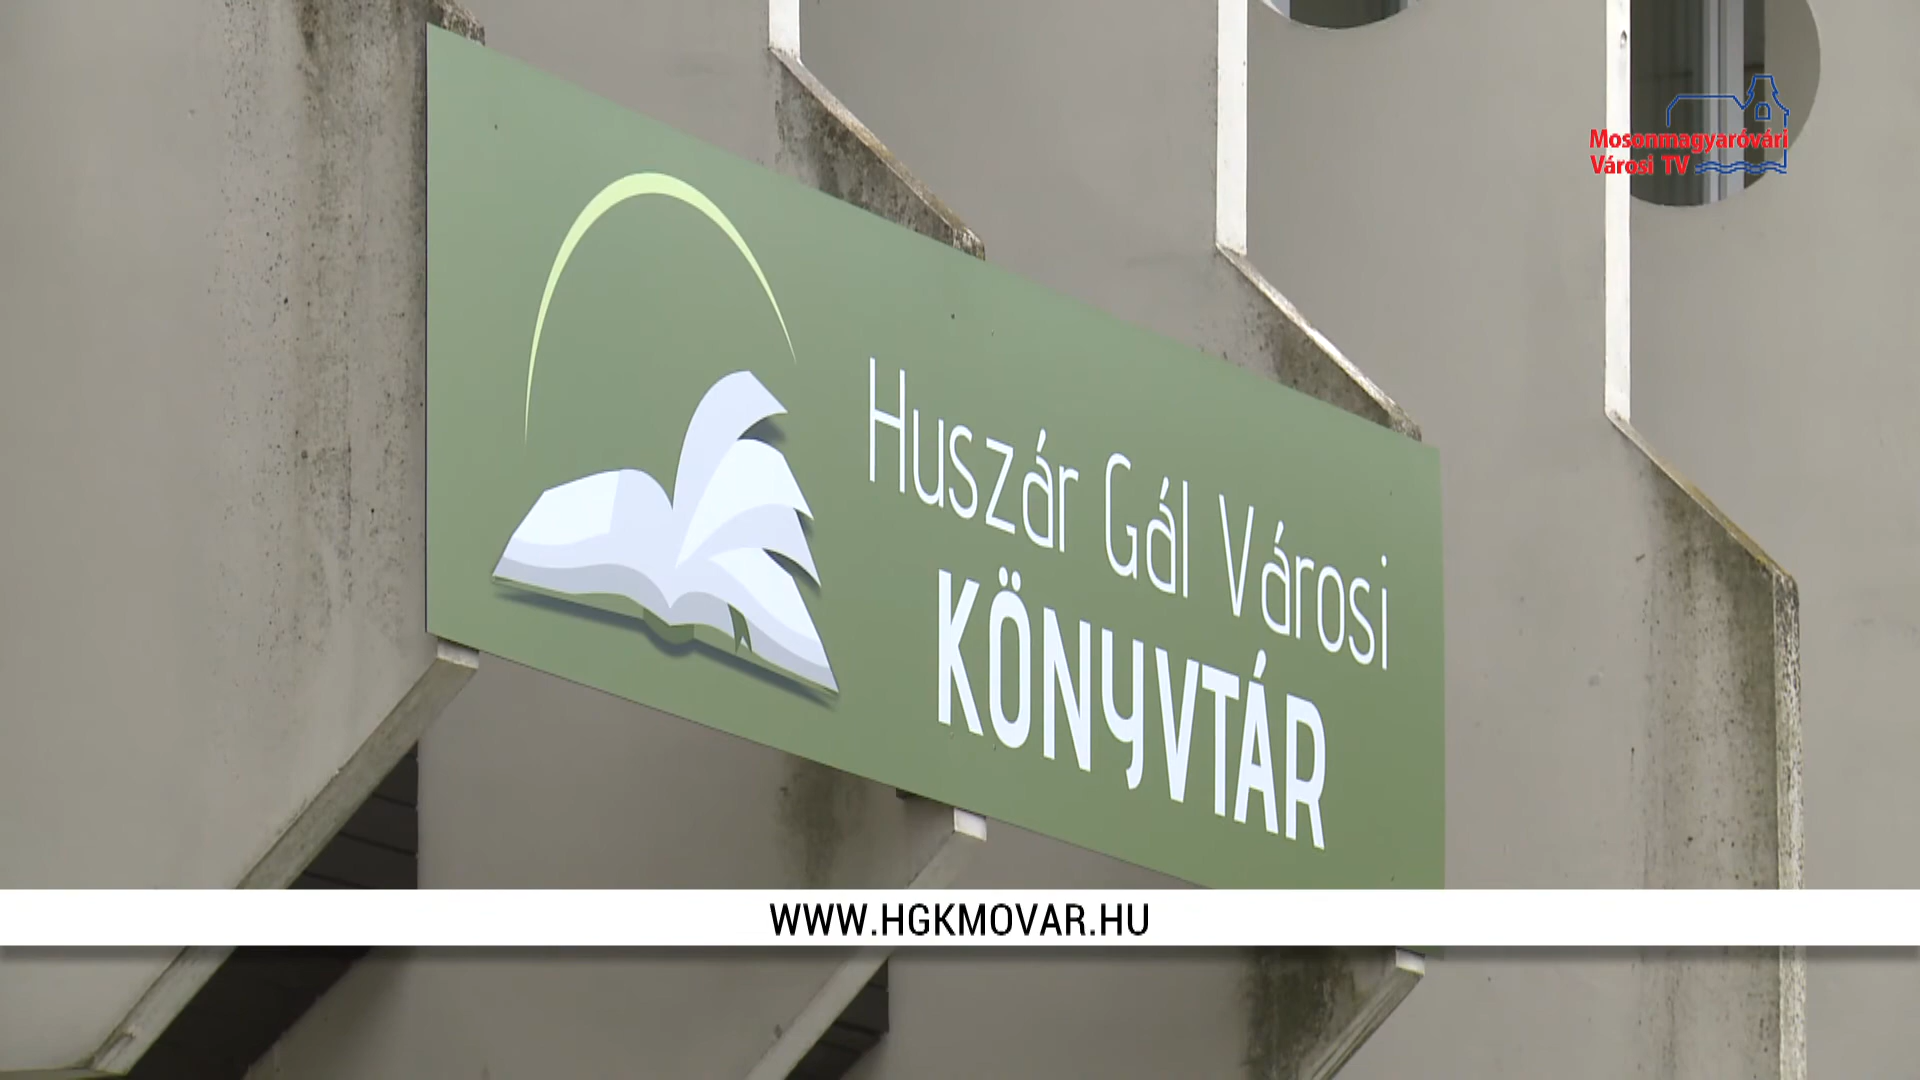 Mosonmagyaróvári
Városi TV
Huszár Gál Városi
KÖNYVTÁR
WWW.HGKMOVAR.HU